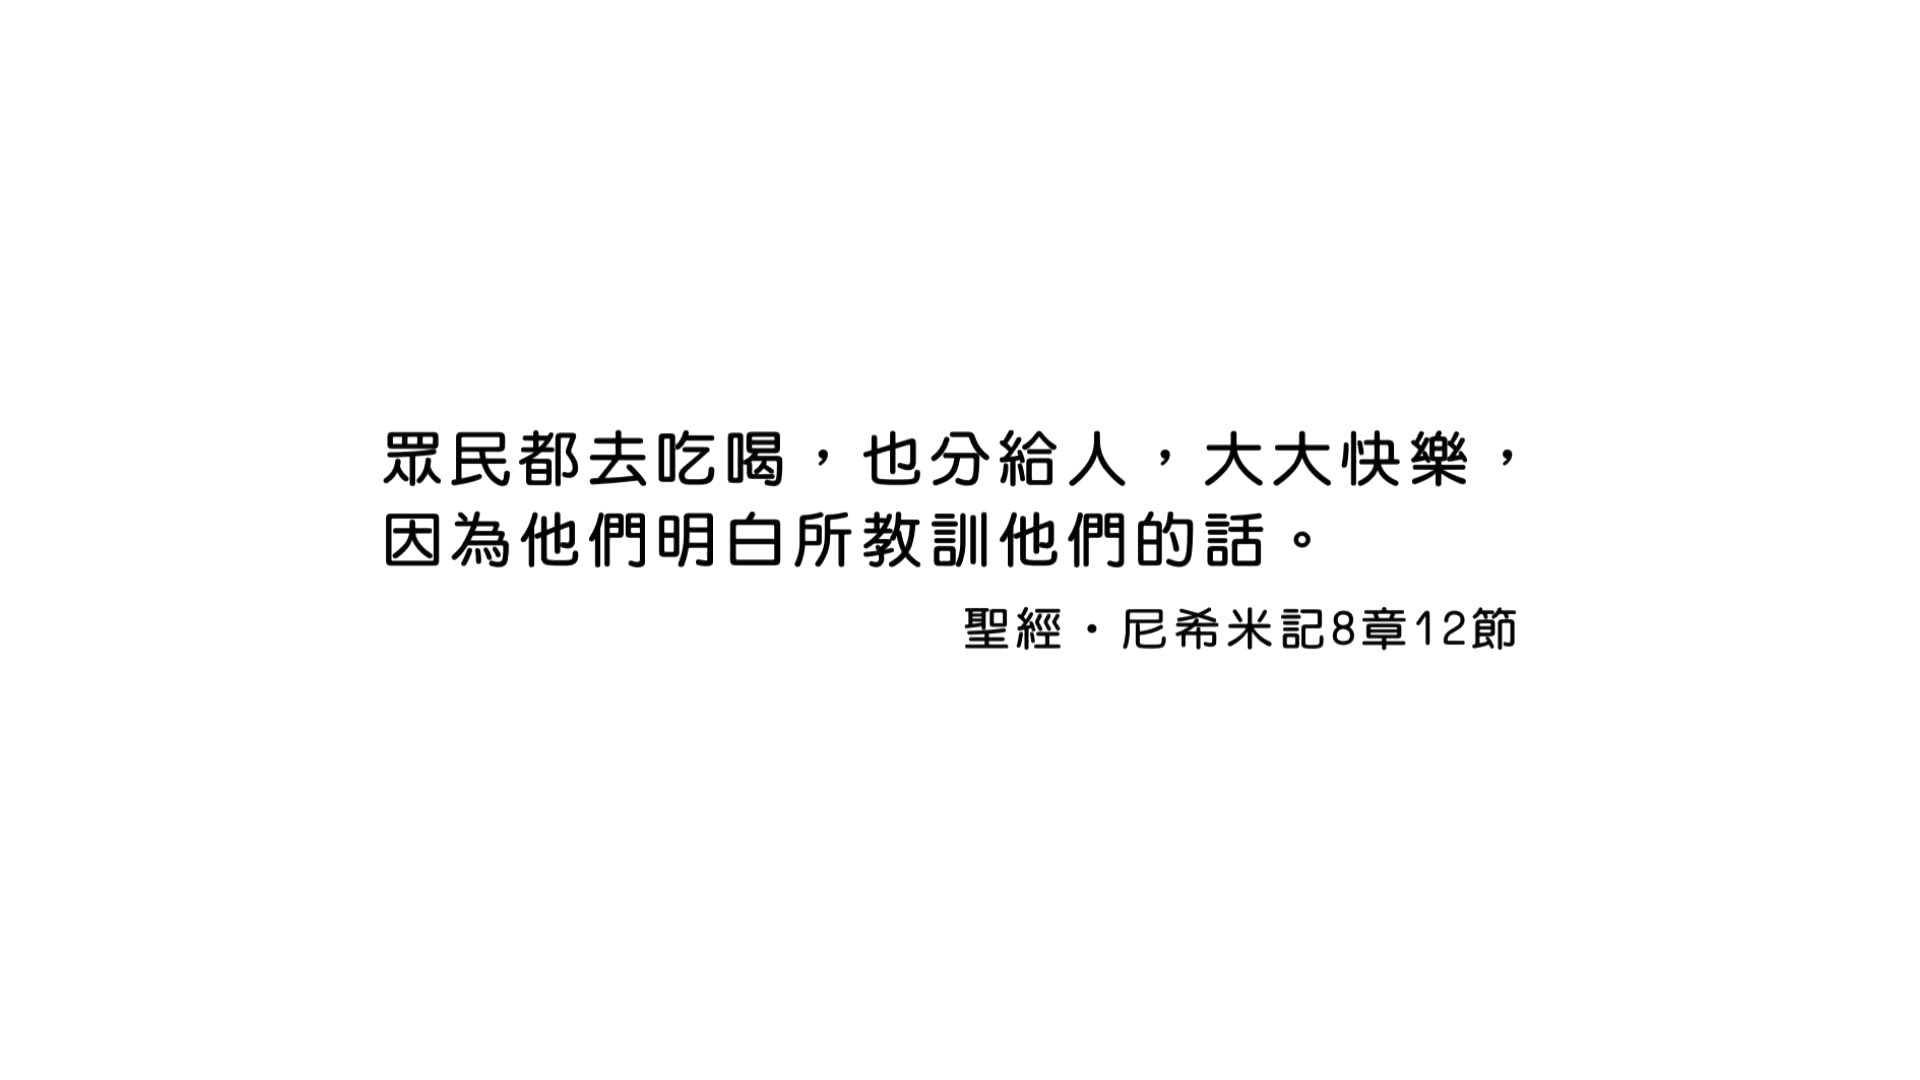 眾民都去吃喝，也分給人，大大快樂，
因為他們明白所教訓他們的話。
聖經・尼希米記8章12節